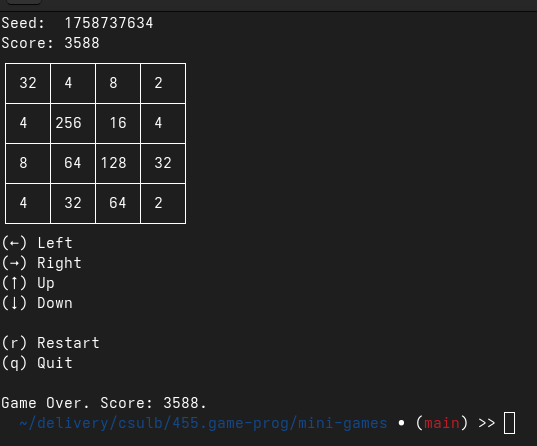 Seed:  1758737634
Score: 3588
32 4 8 2
4 256 16 4
8 64 128 32
4 32 64 2
(←) Left
(→) Right
(↑) Up
(↓) Down
(r) Restart
(q) Quit
Game Over. Score: 3588.
~/delivery/csulb/455.game-prog/mini-games • (main) >>